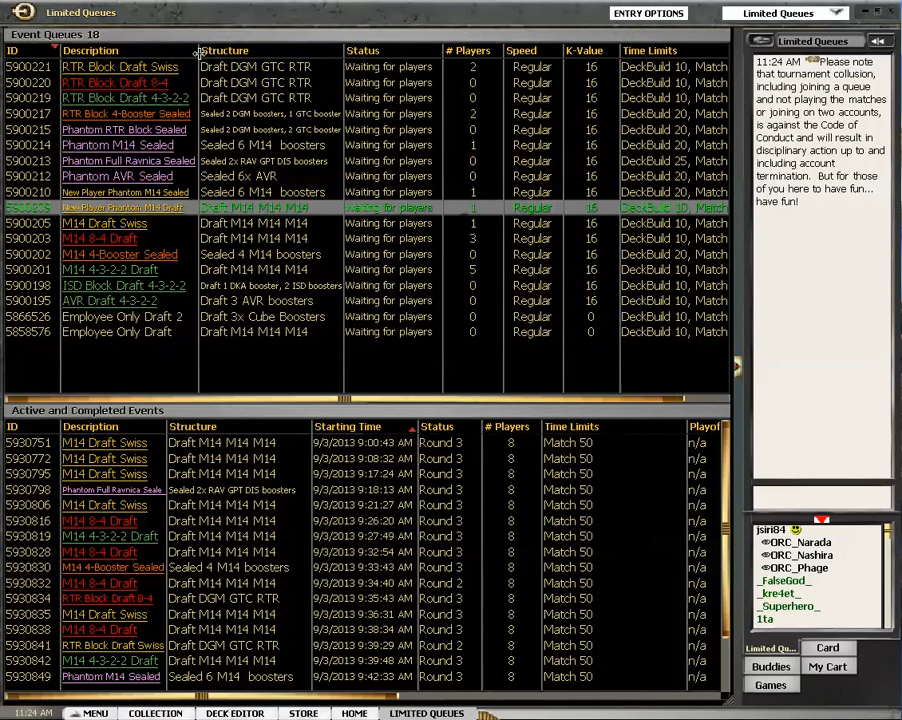 Limited Queues ENTRY OPTIONS Limited Queues
Event Queues 18
ID Description Structure Status # Players Speed K-Value Time Limits
5900221 RTR Block Draft Swiss Draft DGM GTC RTR Waiting for players 2 Regular 16 DeckBuild 10, Match
5900220 RTR Block Draft 8-4 Draft DGM GTC RTR Waiting for players 0 Regular 16 DeckBuild 10, Match
5900219 RTR Block Draft 4-3-2-2 Draft DGM GTC RTR Waiting for players 0 Regular 16 DeckBuild 10, Match
5900217 RTR Block 4-Booster Sealed Sealed 2 DGM boosters, 1 GTC booster Waiting for players 2 Regular 16 DeckBuild 20, Match
5900215 Phantom RTR Block Sealed Sealed 2 DGM boosters, 2 GTC booster Waiting for players 0 Regular 16 DeckBuild 20, Match
5900214 Phantom M14 Sealed Sealed 6 M14 boosters Waiting for players 1 Regular 16 DeckBuild 20, Match
5900213 Phantom Full Ravnica Sealed Sealed 2x RAV GPT DIS boosters Waiting for players 0 Regular 16 DeckBuild 25, Match
5900212 Phantom AVR Sealed Sealed 6x AVR Waiting for players 0 Regular 16 DeckBuild 20, Match
5900210 New Player Phantom M14 Sealed Sealed 6 M14 boosters Waiting for players 1 Regular 16 DeckBuild 20, Match
New Player Phantom M14 Draft Draft M14 M14 M14 Waiting for players 1 Regular 16 DeckBuild 10, Match
5900205 M14 Draft Swiss Draft M14 M14 M14 Waiting for players 1 Regular 16 DeckBuild 10, Match
5900203 M14 8-4 Draft Draft M14 M14 M14 Waiting for players 3 Regular 16 DeckBuild 10, Match
5900202 M14 4-Booster Sealed Sealed 4 M14 boosters Waiting for players 0 Regular 16 DeckBuild 20, Match
5900201 M14 4-3-2-2 Draft Draft M14 M14 M14 Waiting for players 5 Regular 16 DeckBuild 10, Match
5900198 ISD Block Draft 4-3-2-2 Draft 1 DKA booster, 2 ISD boosters Waiting for players 0 Regular 16 DeckBuild 10, Match
5900195 AVR Draft 4-3-2-2 Draft 3 AVR boosters Waiting for players 0 Regular 16 DeckBuild 10, Match
5866526 Employee Only Draft 2 Draft 3x Cube Boosters Waiting for players 0 Regular 0 DeckBuild 10, Match
5858576 Employee Only Draft Draft M14 M14 M14 Waiting for players 0 Regular 0 DeckBuild 10, Match
Active and Completed Events
ID Description Structure Starting Time Status # Players Time Limits Playof
5930751 M14 Draft Swiss Draft M14 M14 M14 9/3/2013 9:00:43 AM Round 3 8 Match 50 n/a
5930772 M14 Draft Swiss Draft M14 M14 M14 9/3/2013 9:08:32 AM Round 3 8 Match 50 n/a
5930795 M14 Draft Swiss Draft M14 M14 M14 9/3/2013 9:17:24 AM Round 3 8 Match 50 n/a
5930798 Phantom Full Ravnica Seale Sealed 2x RAV GPT DIS boosters 9/3/2013 9:18:13 AM Round 3 8 Match 50 n/a
5930806 M14 Draft Swiss Draft M14 M14 M14 9/3/2013 9:21:27 AM Round 3 8 Match 50 n/a
5930816 M14 8-4 Draft Draft M14 M14 M14 9/3/2013 9:26:20 AM Round 3 8 Match 50 n/a
5930819 M14 4-3-2-2 Draft Draft M14 M14 M14 9/3/2013 9:27:49 AM Round 3 8 Match 50 n/a
5930828 M14 8-4 Draft Draft M14 M14 M14 9/3/2013 9:32:54 AM Round 3 8 Match 50 n/a
5930830 M14 4-Booster Sealed Sealed 4 M14 boosters 9/3/2013 9:33:43 AM Round 3 8 Match 50 n/a
5930832 M14 8-4 Draft Draft M14 M14 M14 9/3/2013 9:34:40 AM Round 2 8 Match 50 n/a
5930834 RTR Block Draft 8-4 Draft DGM GTC RTR 9/3/2013 9:35:43 AM Round 3 8 Match 50 n/a
5930835 M14 Draft Swiss Draft M14 M14 M14 9/3/2013 9:36:31 AM Round 3 8 Match 50 n/a
5930838 M14 8-4 Draft Draft M14 M14 M14 9/3/2013 9:38:34 AM Round 3 8 Match 50 n/a
5930841 RTR Block Draft Swiss Draft DGM GTC RTR 9/3/2013 9:39:29 AM Round 2 8 Match 50 n/a
5930842 M14 4-3-2-2 Draft Draft M14 M14 M14 9/3/2013 9:39:48 AM Round 3 8 Match 50 n/a
5930849 Phantom M14 Sealed Sealed 6 M14 boosters 9/3/2013 9:42:33 AM Round 3 8 Match 50 n/a
Limited Queues
11:24 AM Please note
that tournament collusion,
including joining a queue
and not playing the matches
or joining on two accounts,
is against the Code of
Conduct and will result in
disciplinary action up to and
including account
termination. But for those
of you here to have fun...
have fun!
jsiri84
ORC_Narada
ORC_Nashira
ORC_Phage
_FalseGod_
_kre4et_
_Superhero_
1ta
Limited Qu... Card
Buddies My Cart
Games
11:24 AM MENU COLLECTION DECK EDITOR STORE HOME LIMITED QUEUES